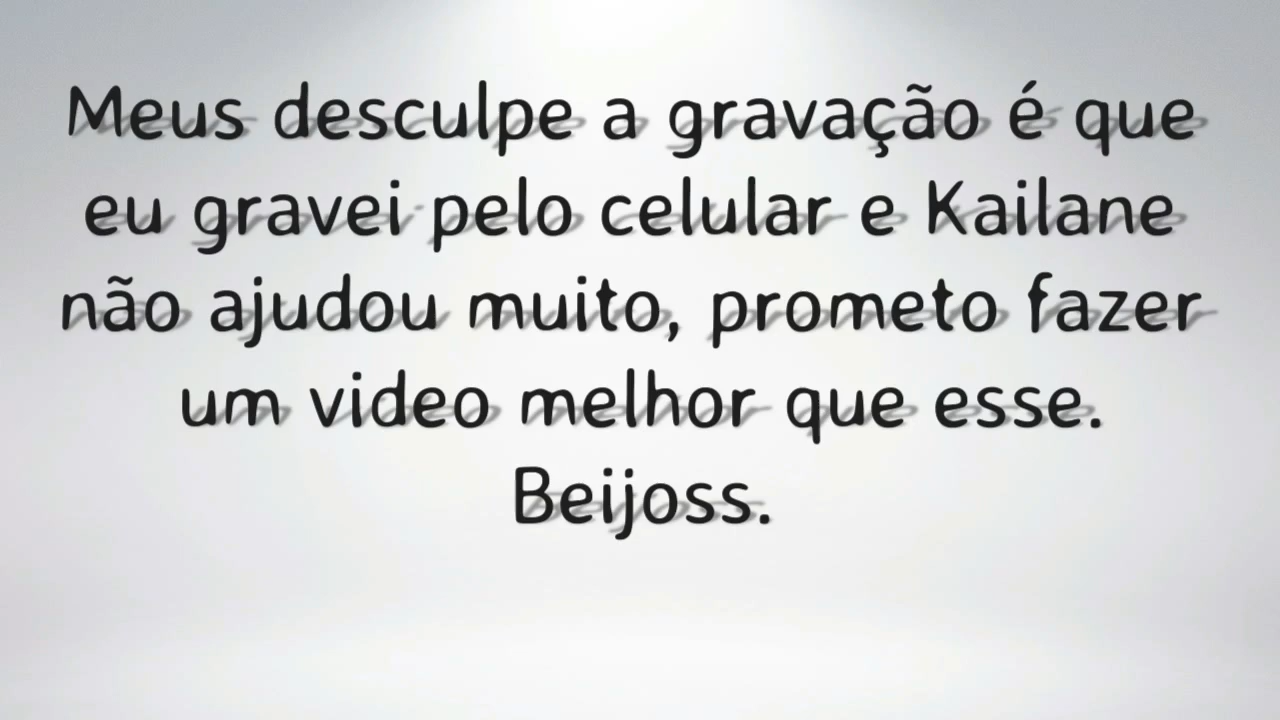 Meus desculpe a gravação é que
eu gravei pelo celular e Kailane
não ajudou muito, prometo fazer
um video melhor que esse.
Beijoss.